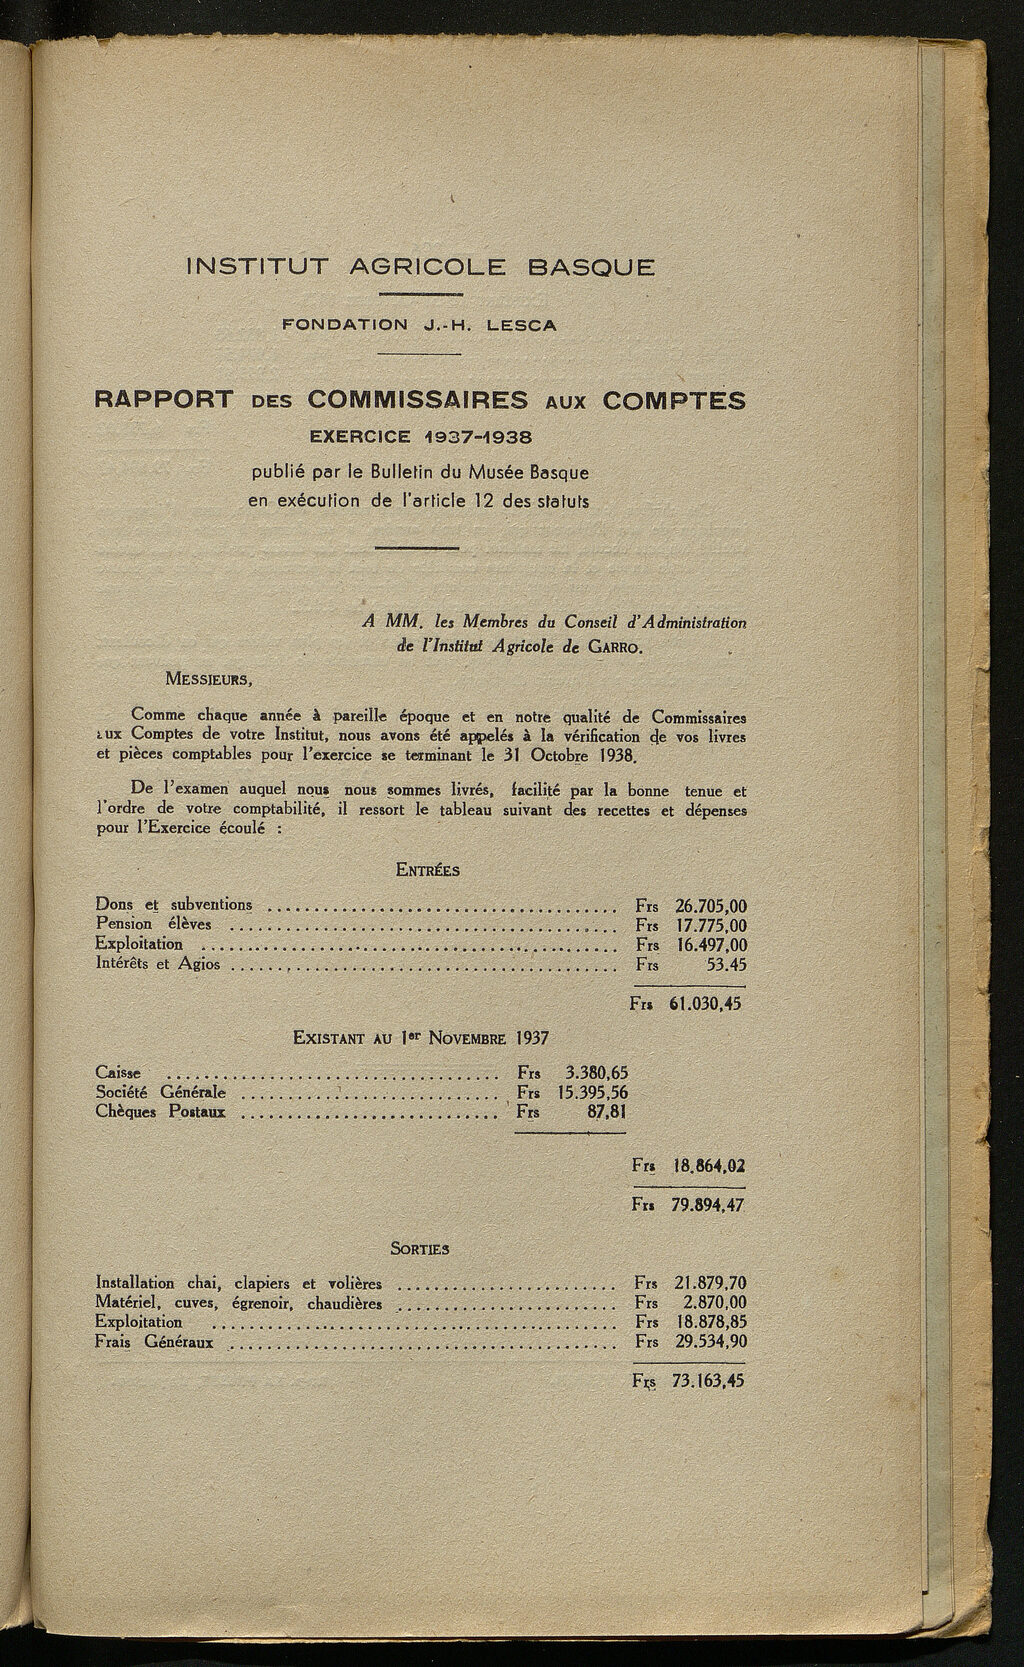 INSTITUT AGRICOLE BASQUE
FONDATION J.-H. LESCA
RAPPORT DES COMMISSAIRES AUX COMPTES
EXERCICE 1937-1938
publié par le Bulletin du Musée Basque
en exécution de l'article 12 des statuts
A MM. les Membres du Conseil d'Administration
de l'Institut Agricole de GARRO.
MESSIEURS,
Comme chaque année à pareille époque et en notre qualité de Commissaires
aux Comptes de votre Institut, nous avons été appelés à la vérification de vos livres
et pièces comptables pour l'exercice se terminant le 31 Octobre 1938.
De l'examen auquel nous nous sommes livrés, facilité par la bonne tenue et
l'ordre de votre comptabilité, il ressort le tableau suivant des recettes et dépenses
pour l'Exercice écoulé :
ENTRÉES
Dons et subventions ........................................ Frs 26.705,00
Pension élèves ........................................ Frs 17.775,00
Exploitation ........................................ Frs 16.497,00
Intérêts et Agios ........................................ Frs 53.45
Frs 61.030,45
EXISTANT AU 1er NOVEMBRE 1937
Caisse .................................... Frs 3.380,65
Société Générale ............................ Frs 15.395,56
Chèques Postaux ............................ Frs 87,81
Frs 18.864,02
Frs 79.894,47
SORTIES
Installation chai, clapiers et volières ........................ Frs 21.879,70
Matériel, cuves, égrenoir, chaudières ........................ Frs 2.870,00
Exploitation ........................................ Frs 18.878,85
Frais Généraux ........................................ Frs 29.534,90
Frs 73.163,45